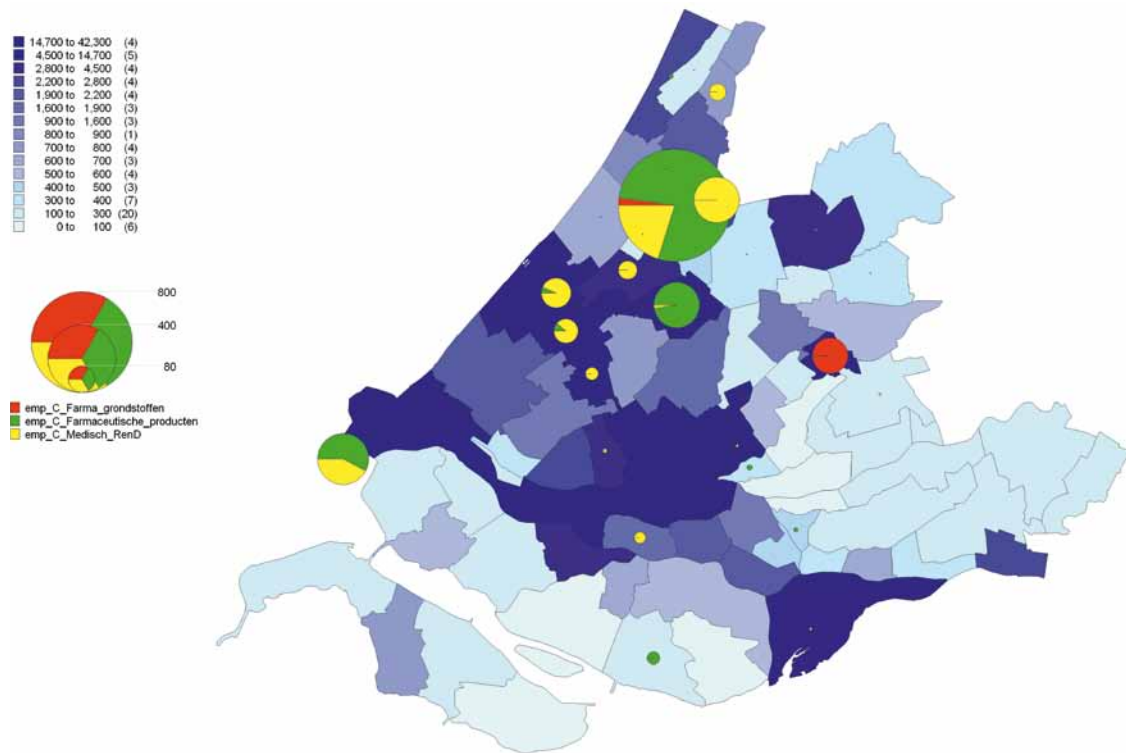 14,700 to 42,300 (4)
4,500 to 14,700 (5)
2,800 to 4,500 (4)
2,200 to 2,800 (4)
1,900 to 2,200 (4)
1,600 to 1,900 (3)
900 to 1,600 (3)
800 to 900 (1)
700 to 800 (4)
600 to 700 (3)
500 to 600 (4)
400 to 500 (3)
300 to 400 (7)
100 to 300 (20)
0 to 100 (6)
800
400
80
emp_C_Farma_grondstoffen
emp_C_Farmaceutische_producten
emp_C_Medisch_RenD